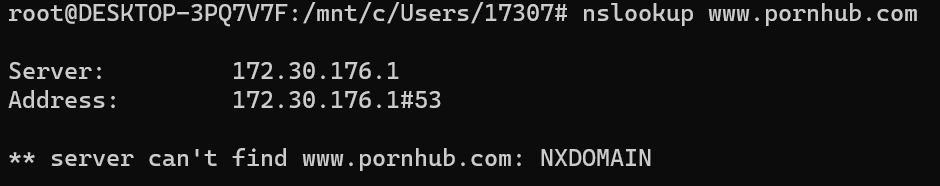 root@DESKTOP-3PQ7V7F:/mnt/c/Users/17307# nslookup www.pornhub.com
Server:         172.30.176.1
Address:        172.30.176.1#53
** server can't find www.pornhub.com: NXDOMAIN